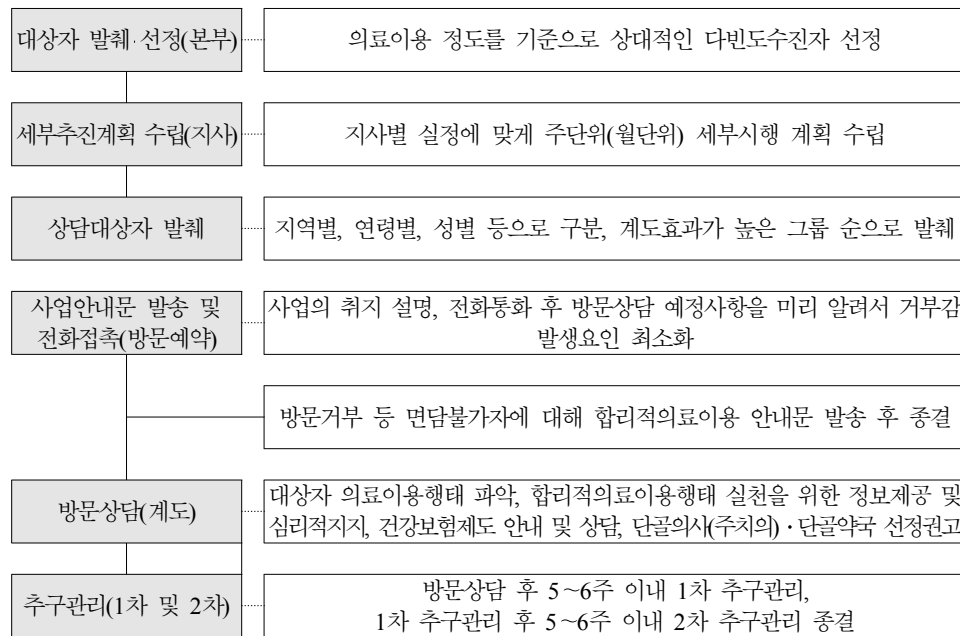 대상자 발췌·선정(본부)
의료이용 정도를 기준으로 상대적인 다빈도수진자 선정
세부추진계획 수립(지사)
지사별 실정에 맞게 주단위(월단위) 세부시행 계획 수립
상담대상자 발췌
지역별, 연령별, 성별 등으로 구분, 계도효과가 높은 그룹 순으로 발췌
사업안내문 발송 및
전화접촉(방문예약)
사업의 취지 설명, 전화통화 후 방문상담 예정사항을 미리 알려서 거부감
발생요인 최소화
방문거부 등 면담불가자에 대해 합리적의료이용 안내문 발송 후 종결
방문상담(계도)
대상자 의료이용행태 파악, 합리적의료이용행태 실천을 위한 정보제공 및
심리적지지, 건강보험제도 안내 및 상담, 단골의사(주치의)·단골약국 선정권고
추구관리(1차 및 2차)
방문상담 후 5~6주 이내 1차 추구관리,
1차 추구관리 후 5~6주 이내 2차 추구관리 종결